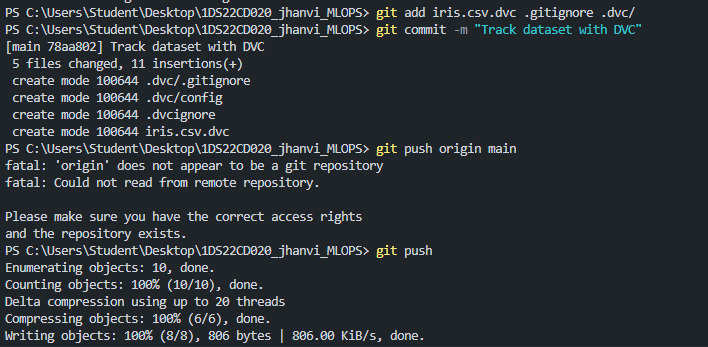 PS C:\Users\Student\Desktop\1DS22CD020_jhanvi_MLOPS> git add iris.csv.dvc .gitignore .dvc/
PS C:\Users\Student\Desktop\1DS22CD020_jhanvi_MLOPS> git commit -m "Track dataset with DVC"
[main 78aa802] Track dataset with DVC
 5 files changed, 11 insertions(+)
 create mode 100644 .dvc/.gitignore
 create mode 100644 .dvc/config
 create mode 100644 .dvcignore
 create mode 100644 iris.csv.dvc
PS C:\Users\Student\Desktop\1DS22CD020_jhanvi_MLOPS> git push origin main
fatal: 'origin' does not appear to be a git repository
fatal: Could not read from remote repository.

Please make sure you have the correct access rights
and the repository exists.
PS C:\Users\Student\Desktop\1DS22CD020_jhanvi_MLOPS> git push
Enumerating objects: 10, done.
Counting objects: 100% (10/10), done.
Delta compression using up to 20 threads
Compressing objects: 100% (6/6), done.
Writing objects: 100% (8/8), 806 bytes | 806.00 KiB/s, done.